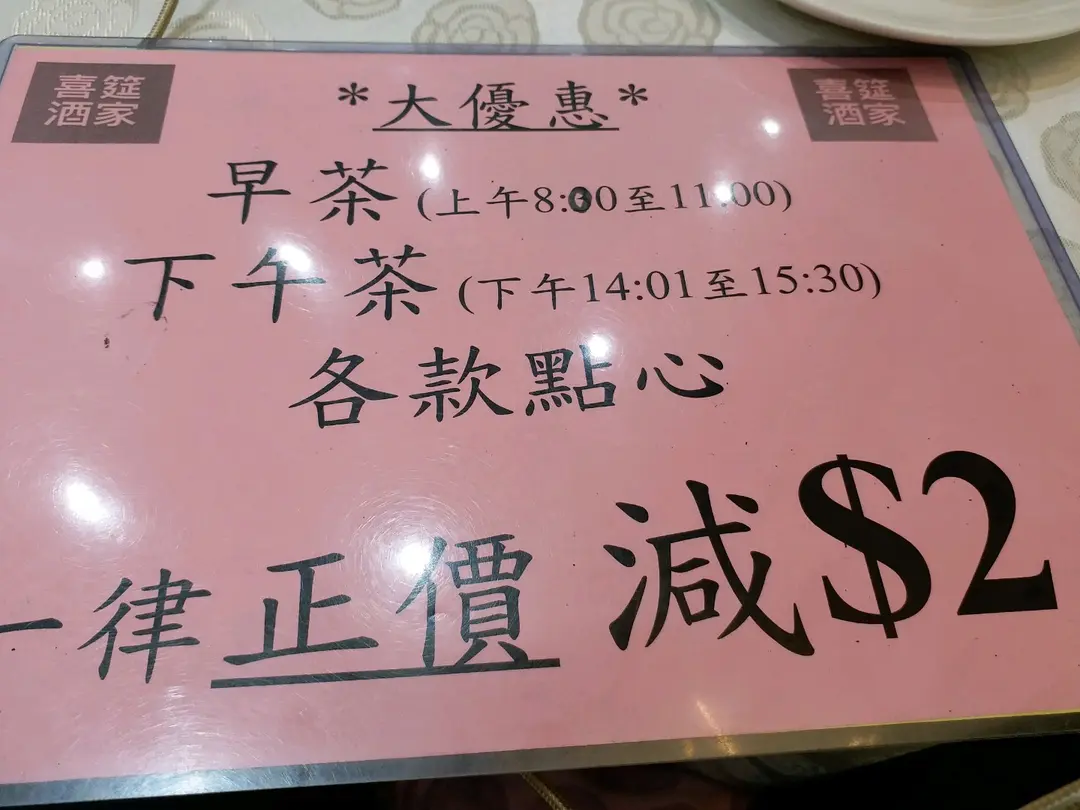 喜筵
酒家
*大優惠*
喜筵
酒家
早茶(上午8:00至11:00)
下午茶(下午14:01至15:30)
各款點心
一律正價減$2